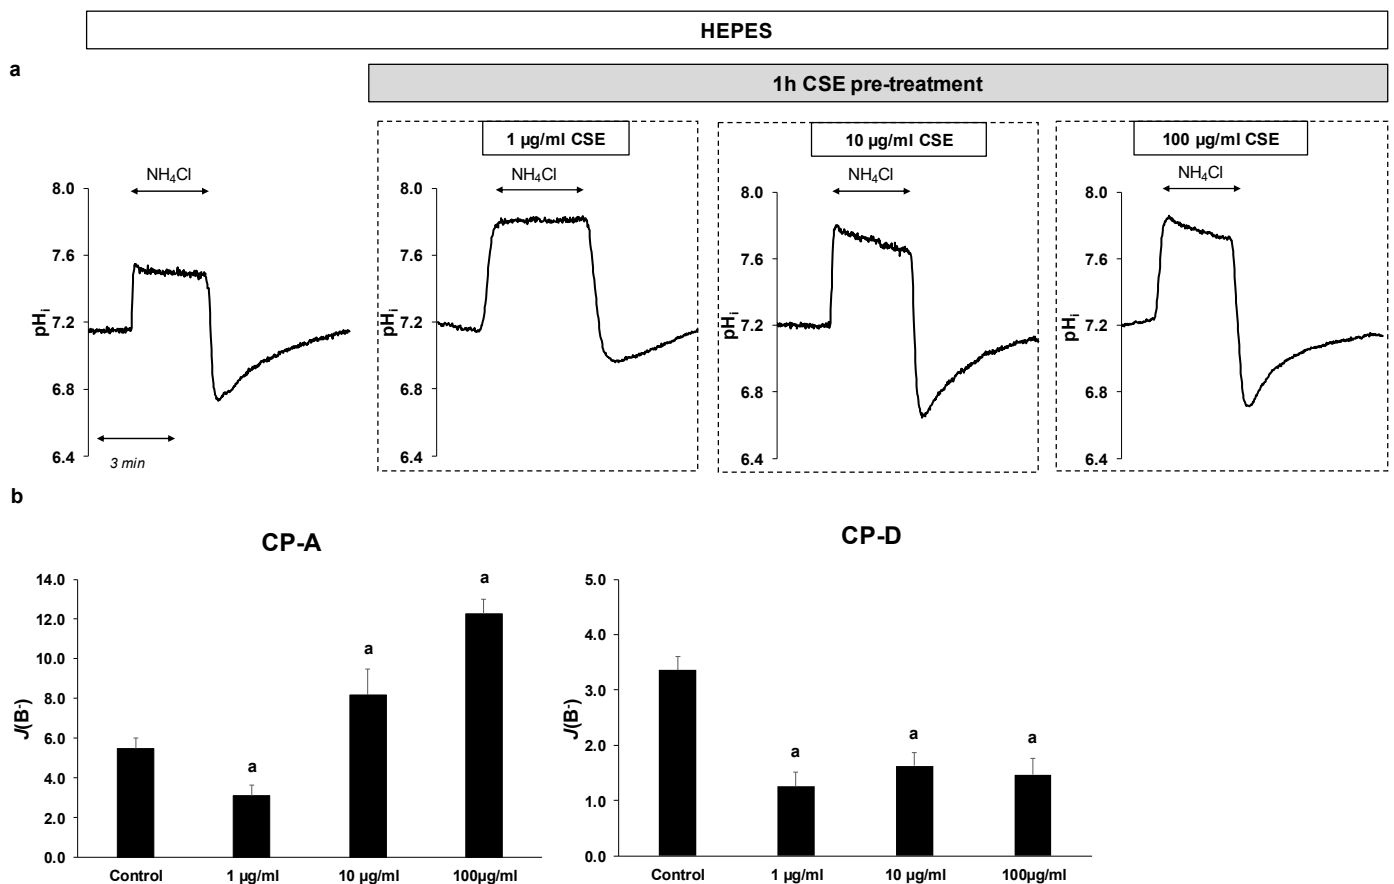 HEPES
a
1h CSE pre-treatment
1 µg/ml CSE
10 µg/ml CSE
100 µg/ml CSE
NH₄Cl
NH₄Cl
NH₄Cl
NH₄Cl
8.0
7.6
7.2
6.8
6.4
pHᵢ
3 min
8.0
7.6
7.2
6.8
6.4
pHᵢ
8.0
7.6
7.2
6.8
6.4
pHᵢ
8.0
7.6
7.2
6.8
6.4
pHᵢ
b
CP-A
14.0
12.0
10.0
8.0
6.0
4.0
2.0
0.0
J(B⁻)
a
a
a
Control
1 µg/ml
10 µg/ml
100µg/ml
CP-D
5.0
4.0
3.0
2.0
1.0
0.0
J(B⁻)
a
a
a
Control
1 µg/ml
10 µg/ml
100µg/ml